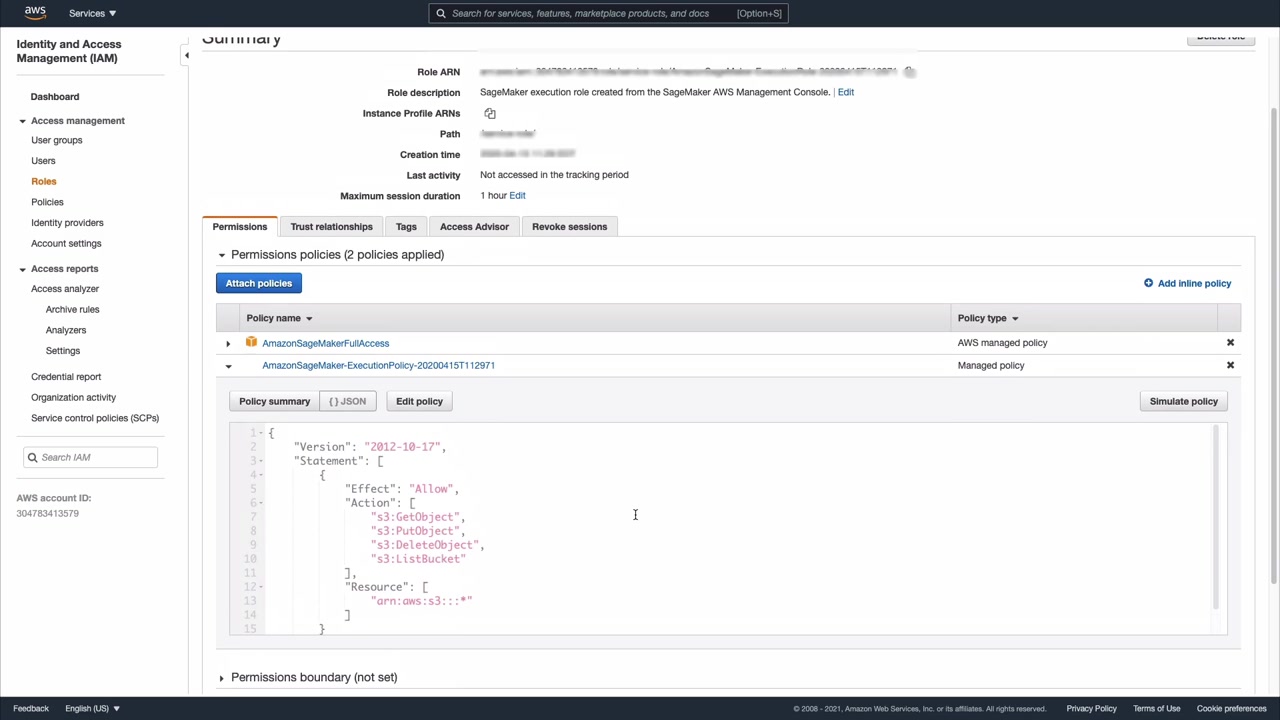 aws
Services
Search for services, features, marketplace products, and docs [Option+S]
Identity and Access
Management (IAM)
Dashboard
Access management
User groups
Users
Roles
Policies
Identity providers
Account settings
Access reports
Access analyzer
Archive rules
Analyzers
Settings
Credential report
Organization activity
Service control policies (SCPs)
Search IAM
AWS account ID:
304783413579
Summary
Delete role
Role ARN
Role description SageMaker execution role created from the SageMaker AWS Management Console. | Edit
Instance Profile ARNs
Path
Creation time
Last activity Not accessed in the tracking period
Maximum session duration 1 hour Edit
Permissions Trust relationships Tags Access Advisor Revoke sessions
Permissions policies (2 policies applied)
Attach policies Add inline policy
Policy name Policy type
AmazonSageMakerFullAccess AWS managed policy
AmazonSageMaker-ExecutionPolicy-20200415T112971 Managed policy
Policy summary { } JSON Edit policy Simulate policy
1 {
2 "Version": "2012-10-17",
3 "Statement": [
4 {
5 "Effect": "Allow",
6 "Action": [
7 "s3:GetObject",
8 "s3:PutObject",
9 "s3:DeleteObject",
10 "s3:ListBucket"
11 ],
12 "Resource": [
13 "arn:aws:s3:::*"
14 ]
15 }
Permissions boundary (not set)
Feedback English (US) © 2008 - 2021, Amazon Web Services, Inc. or its affiliates. All rights reserved. Privacy Policy Terms of Use Cookie preferences